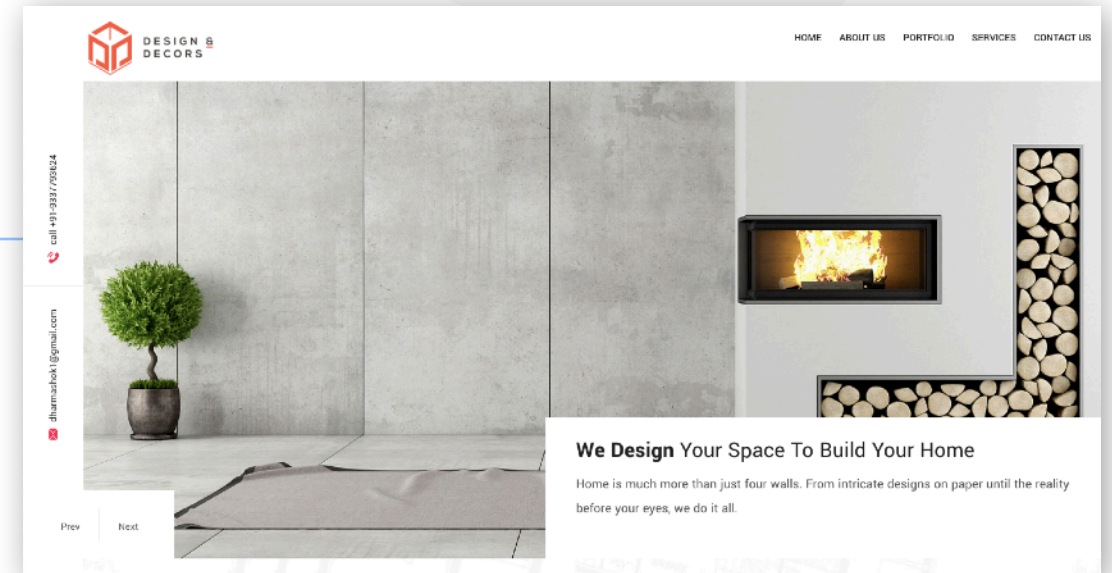 DESIGN &
DECORS
HOME ABOUT US PORTFOLIO SERVICES CONTACT US
call +91-9337793624
dharmashok1@gmail.com
We Design Your Space To Build Your Home
Home is much more than just four walls. From intricate designs on paper until the reality
before your eyes, we do it all.
Prev Next